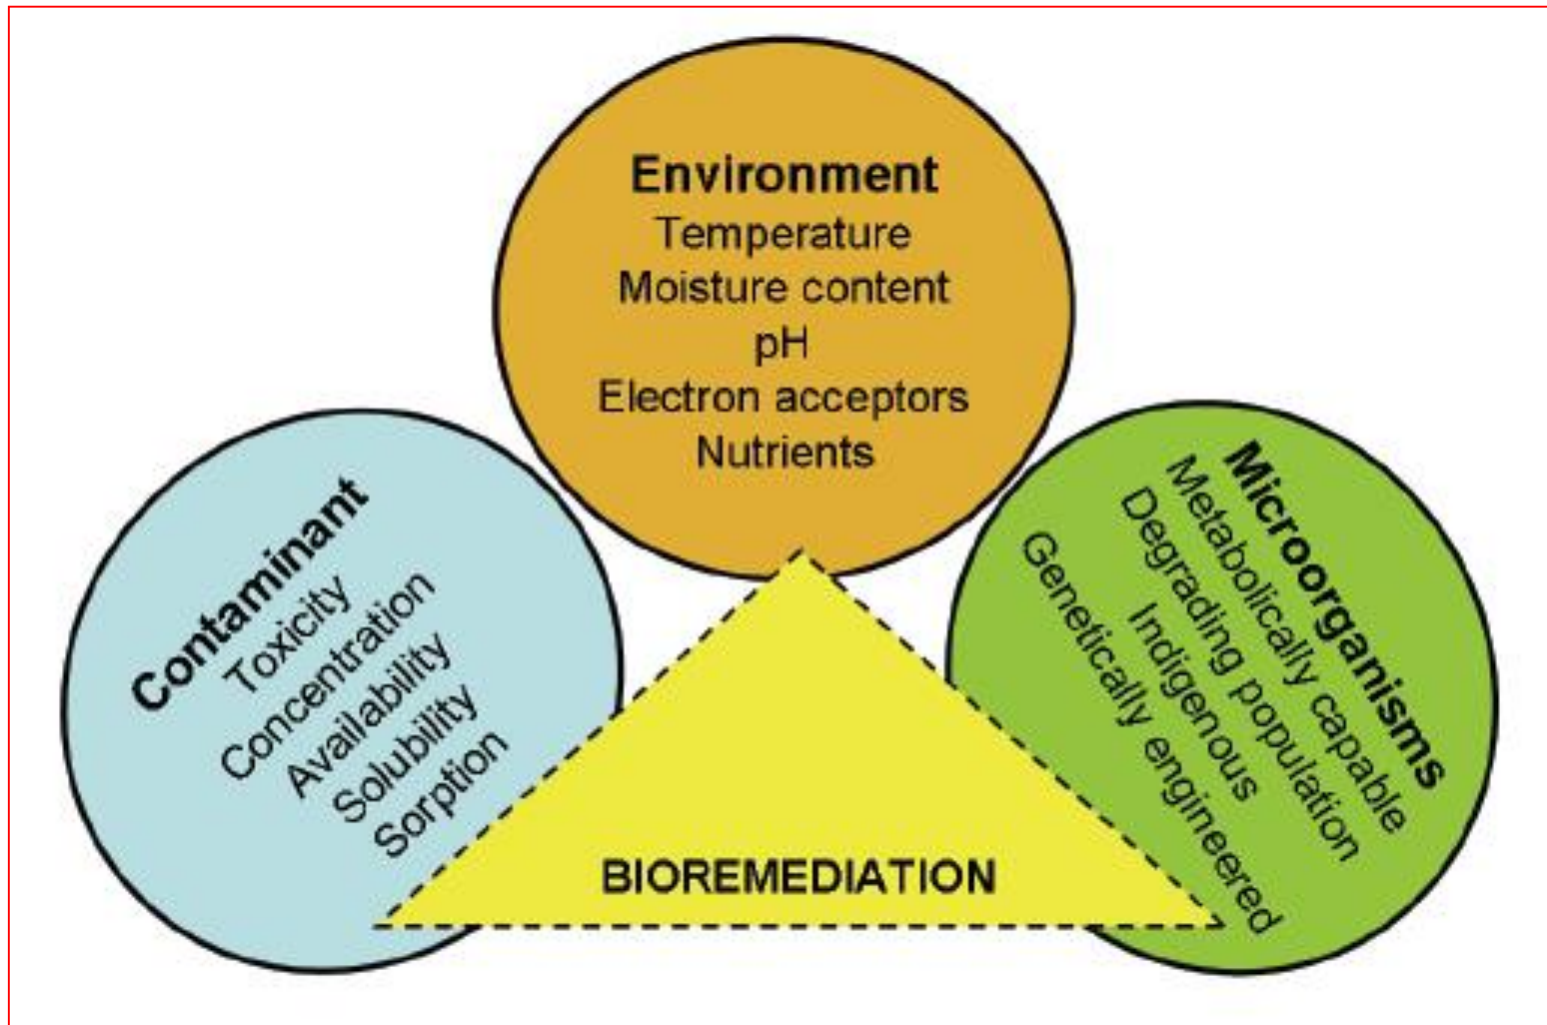 Environment
Temperature
Moisture content
pH
Electron acceptors
Nutrients
Contaminant
Toxicity
Concentration
Availability
Solubility
Sorption
Microorganisms
Metabolically capable
Degrading population
Indigenous
Genetically engineered
BIOREMEDIATION